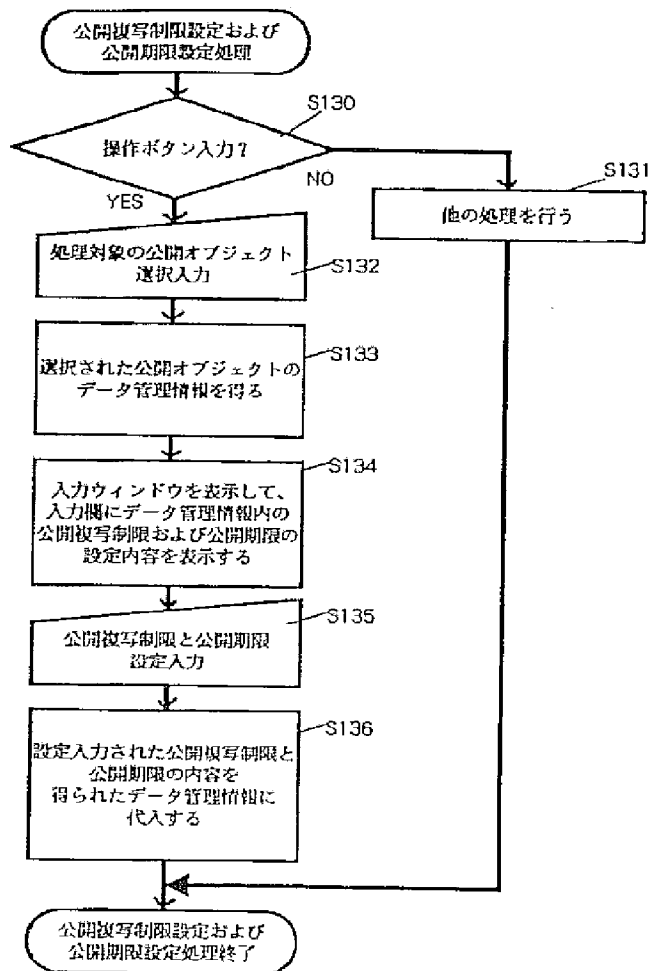 公開複写制限設定および
公開期限設定処理
S130
操作ボタン入力？
YES
NO
S131
他の処理を行う
処理対象の公開オブジェクト
選択入力
S132
S133
選択された公開オブジェクトの
データ管理情報を得る
S134
入力ウィンドウを表示して、
入力欄にデータ管理情報内の
公開複写制限および公開期限の
設定内容を表示する
S135
公開複写制限と公開期限
設定入力
S136
設定入力された公開複写制限と
公開期限の内容を
得られたデータ管理情報に
代入する
公開複写制限設定および
公開期限設定処理終了